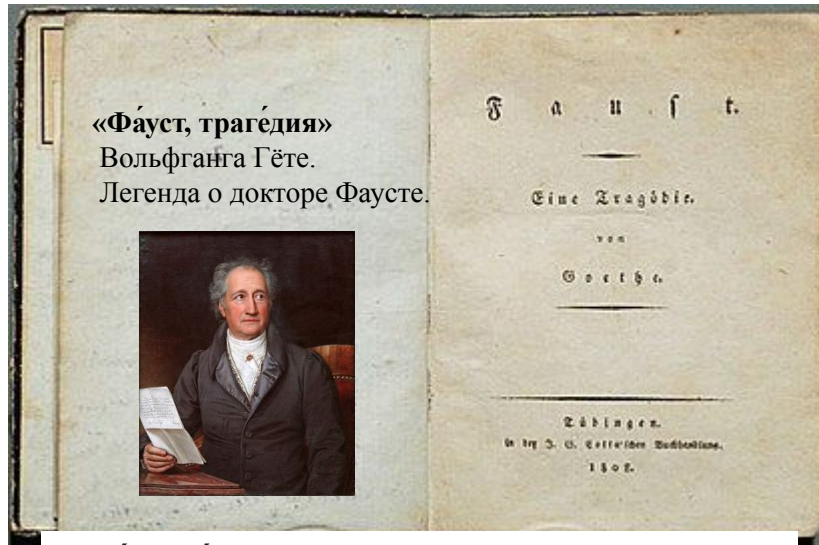 «Фа́уст, траге́дия»
Вольфганга Гёте.
Легенда о докторе Фаусте.
Faust.
Eine Tragödie.
von
Goethe.
Tübingen.
in der J. G. Cotta'schen Buchhandlung.
1808.